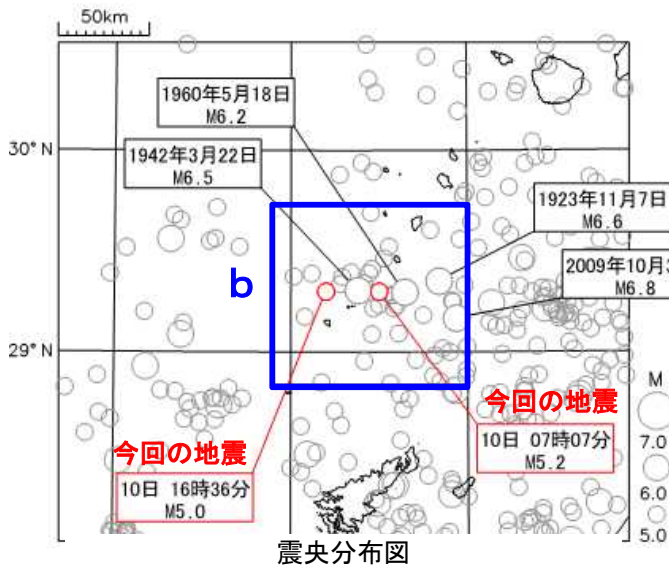 50km
1960年5月18日
M6.2
30°N
1942年3月22日
M6.5
1923年11月7日
M6.6
2009年10月3
M6.8
b
29°N
今回の地震
10日 07時07分
M5.2
今回の地震
10日 16時36分
M5.0
M
7.0
6.0
5.0
震央分布図